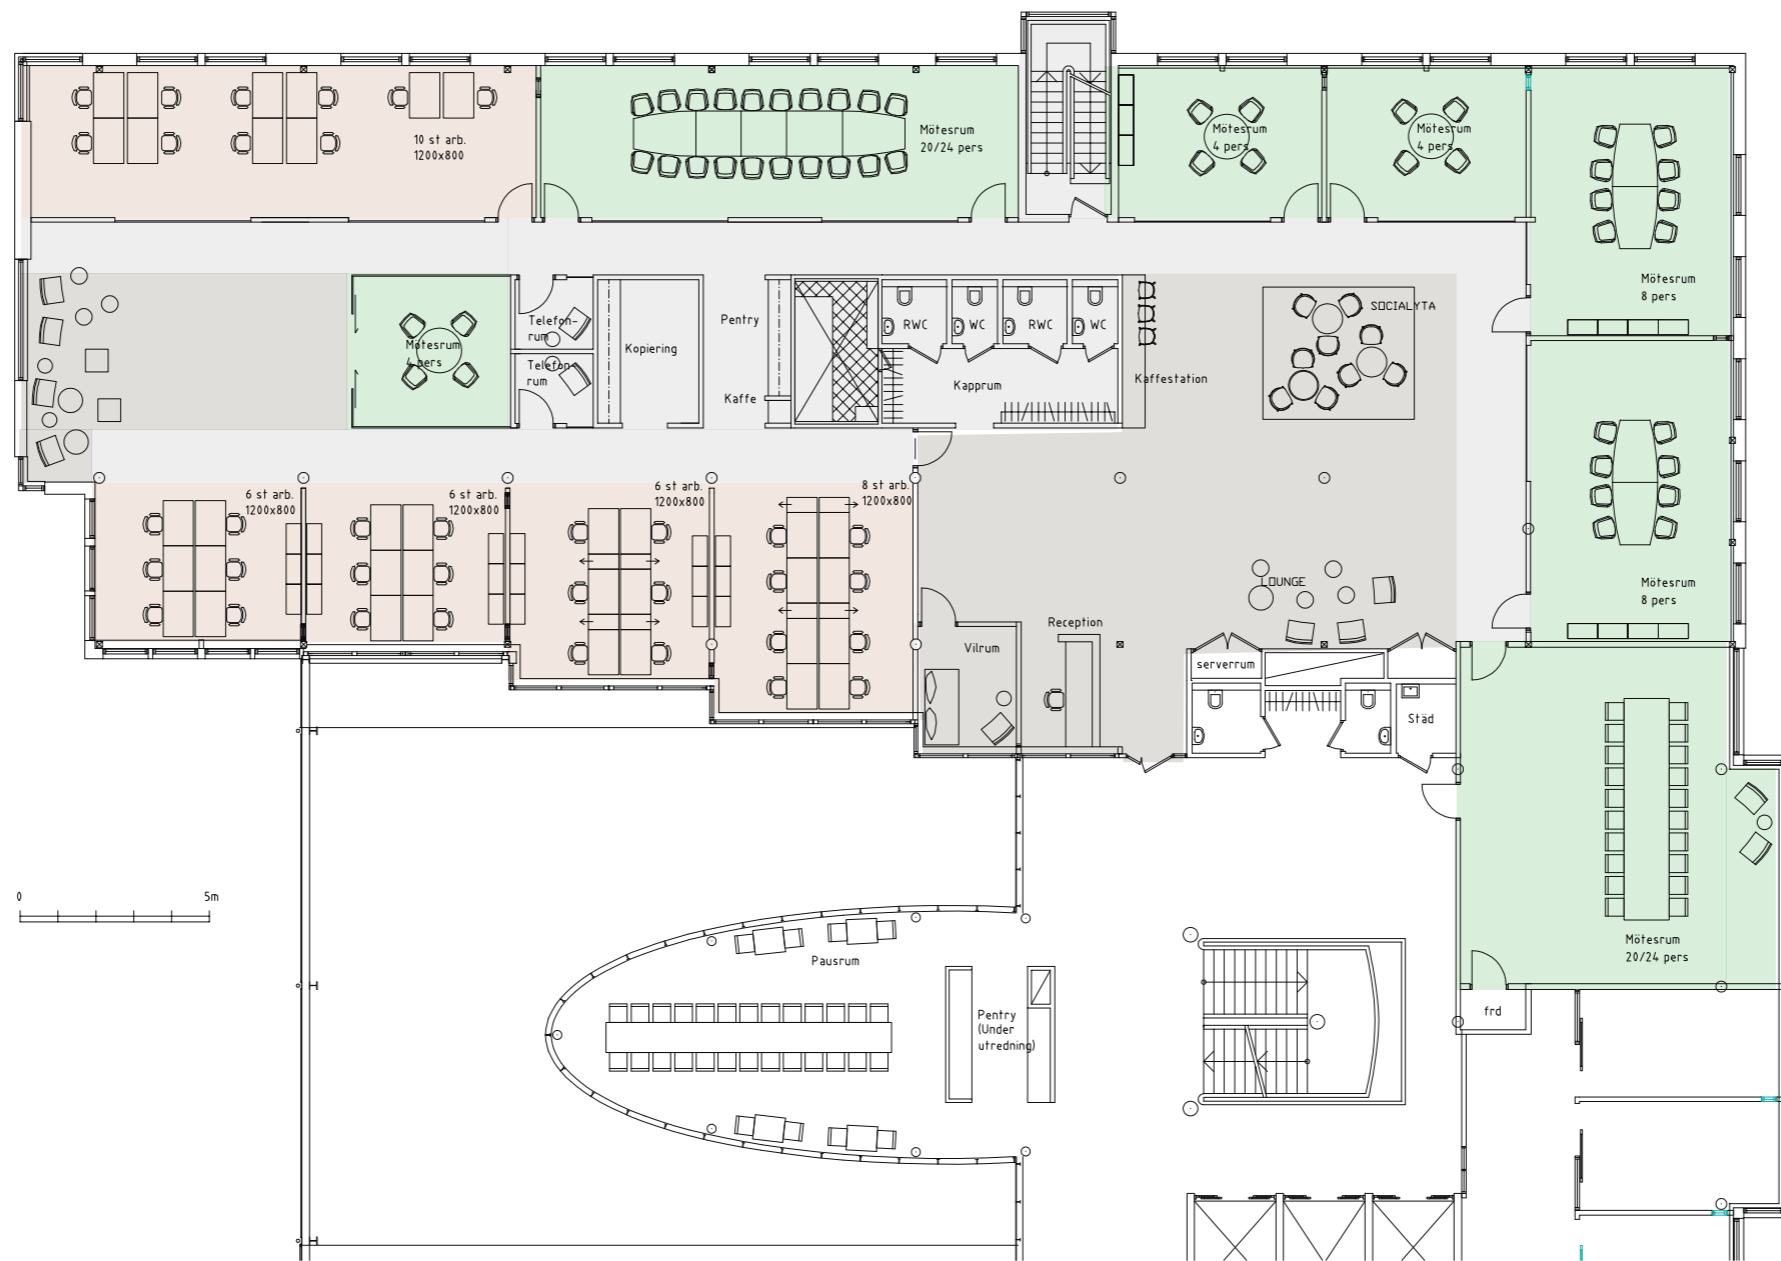 10 st arb.
1200x800
Mötesrum
20/24 pers
Mötesrum
4 pers
Mötesrum
4 pers
Mötesrum
8 pers
Mötesrum
4 pers
Telefon-
rum
Telefon-
rum
Kopiering
Pentry
Kaffe
RWC
WC
RWC
WC
Kapprum
Kaffestation
SOCIALYTA
6 st arb.
1200x800
6 st arb.
1200x800
6 st arb.
1200x800
8 st arb.
1200x800
LOUNGE
Mötesrum
8 pers
Reception
Vilrum
serverrum
Städ
0
5m
Mötesrum
20/24 pers
Pausrum
Pentry
(Under
utredning)
frd